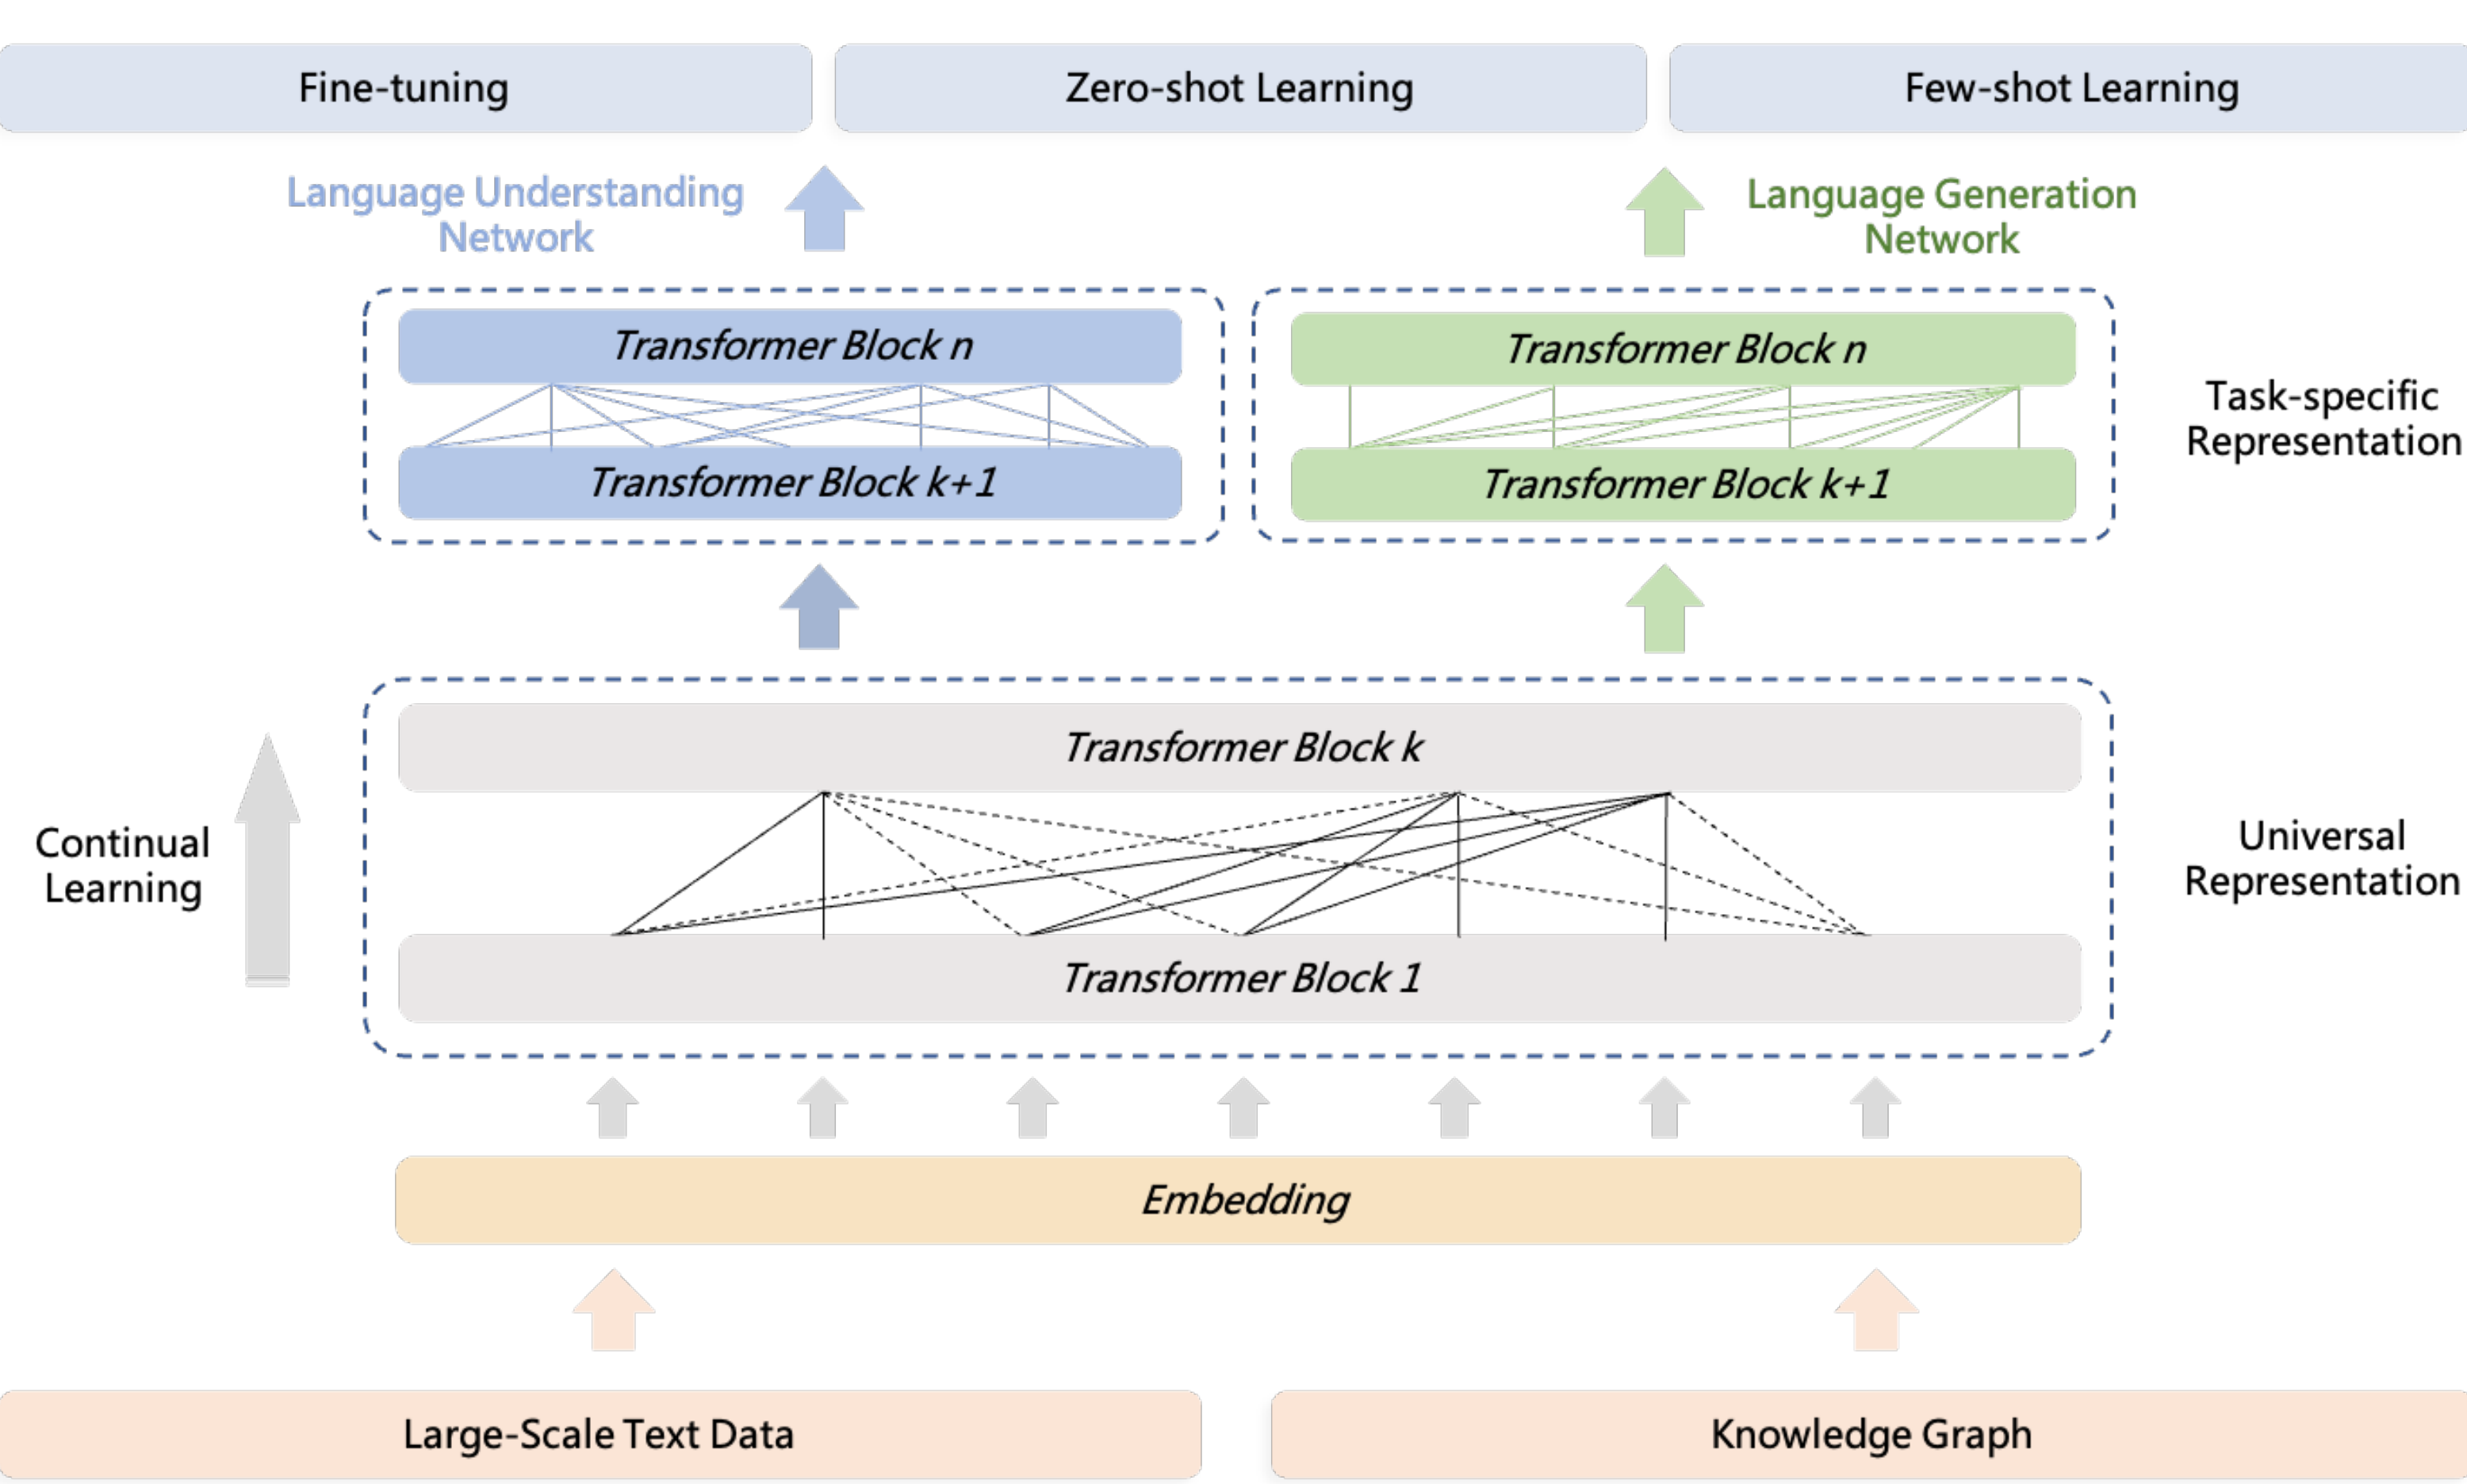 Fine-tuning
Zero-shot Learning
Few-shot Learning
Language Understanding
Network
Language Generation
Network
Transformer Block n
Transformer Block n
Transformer Block k+1
Transformer Block k+1
Task-specific
Representation
Transformer Block k
Continual
Learning
Universal
Representation
Transformer Block 1
Embedding
Large-Scale Text Data
Knowledge Graph